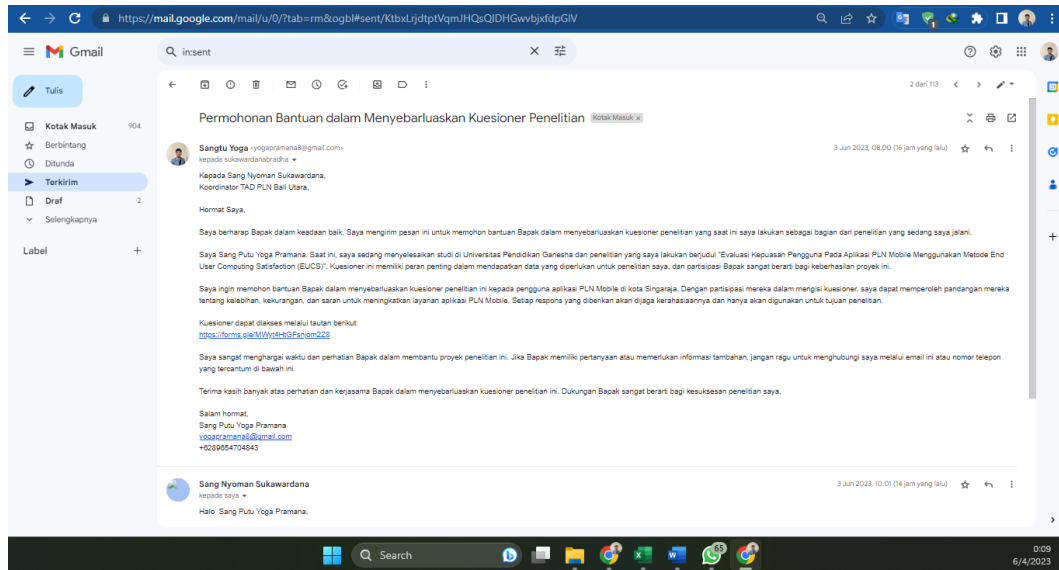 https://mail.google.com/mail/u/0/?tab=rm&ogbl#sent/KtbxLrjdtptVqmJHQsQlDHGwvbjxfdpGlV
Gmail
in:sent
Tulis
2 dari 113
Kotak Masuk 904
Berbintang
Ditunda
Terkirim
Draf 2
Selengkapnya
Label
Permohonan Bantuan dalam Menyebarluaskan Kuesioner Penelitian Kotak Masuk x
Sangtu Yoga <yogapramana8@gmail.com> 3 Jun 2023, 08.00 (16 jam yang lalu)
kepada sukawardanabradha
Kepada Sang Nyoman Sukawardana,
Koordinator TAD PLN Bali Utara,
Hormat Saya,
Saya berharap Bapak dalam keadaan baik. Saya mengirim pesan ini untuk memohon bantuan Bapak dalam menyebarluaskan kuesioner penelitian yang saat ini saya lakukan sebagai bagian dari penelitian yang sedang saya jalani.
Saya Sang Putu Yoga Pramana. Saat ini, saya sedang menyelesaikan studi di Universitas Pendidikan Ganesha dan penelitian yang saya lakukan berjudul "Evaluasi Kepuasan Pengguna Pada Aplikasi PLN Mobile Menggunakan Metode End
User Computing Satisfaction (EUCS)". Kuesioner ini memiliki peran penting dalam mendapatkan data yang diperlukan untuk penelitian saya, dan partisipasi Bapak sangat berarti bagi keberhasilan proyek ini.
Saya ingin memohon bantuan Bapak dalam menyebarluaskan kuesioner penelitian ini kepada pengguna aplikasi PLN Mobile di kota Singaraja. Dengan partisipasi mereka dalam mengisi kuesioner, saya dapat memperoleh pandangan mereka
tentang kelebihan, kekurangan, dan saran untuk meningkatkan layanan aplikasi PLN Mobile. Setiap respons yang diberikan akan dijaga kerahasiaannya dan hanya akan digunakan untuk tujuan penelitian.
Kuesioner dapat diakses melalui tautan berikut:
https://forms.gle/MWyt4HtGFsnjom2Z8
Saya sangat menghargai waktu dan perhatian Bapak dalam membantu proyek penelitian ini. Jika Bapak memiliki pertanyaan atau memerlukan informasi tambahan, jangan ragu untuk menghubungi saya melalui email ini atau nomor telepon
yang tercantum di bawah ini.
Terima kasih banyak atas perhatian dan kerjasama Bapak dalam menyebarluaskan kuesioner penelitian ini. Dukungan Bapak sangat berarti bagi kesuksesan penelitian saya.
Salam hormat,
Sang Putu Yoga Pramana
yogapramana8@gmail.com
+6289654704843
Sang Nyoman Sukawardana 3 Jun 2023, 10.01 (14 jam yang lalu)
kepada saya
Halo Sang Putu Yoga Pramana,
Search
65
0:09
6/4/2023